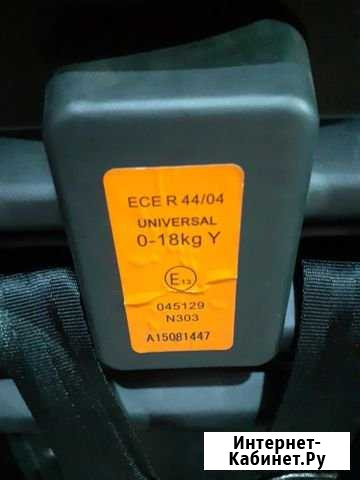 ECE R 44/04
UNIVERSAL
0-18kg Y
E13
045129
N303
A15081447
Интернет-
Кабинет.Ру